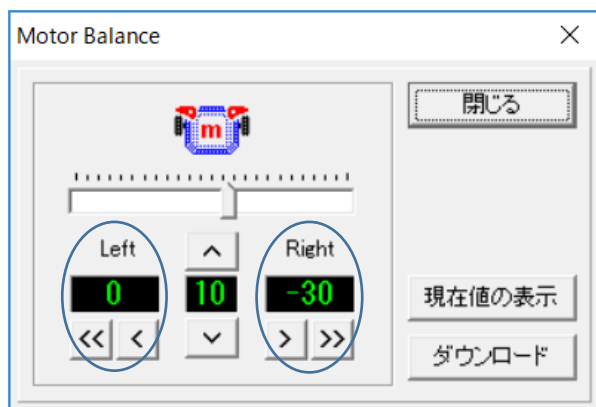 Motor Balance
閉じる
m
Left
Right
0
10
-30
<< <
> >>
現在値の表示
ダウンロード